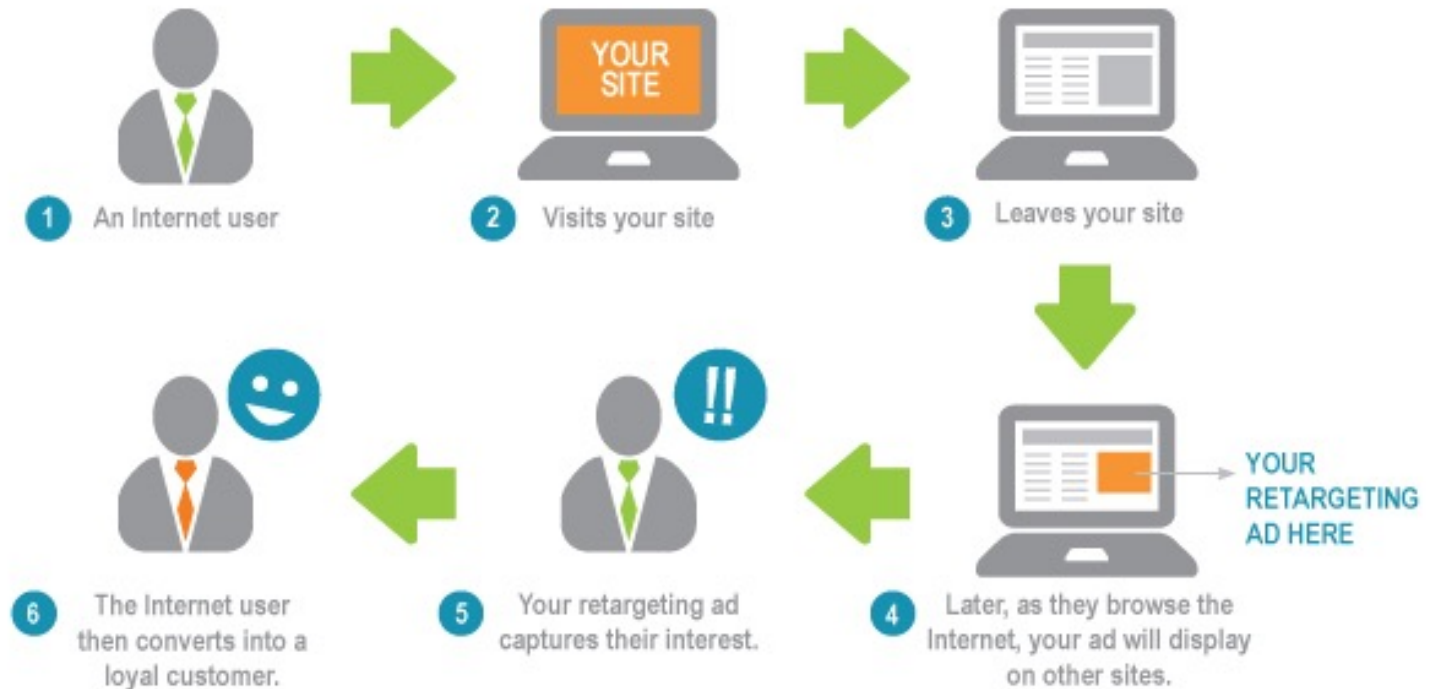 YOUR
SITE
1 An Internet user
2 Visits your site
3 Leaves your site
YOUR
RETARGETING
AD HERE
4 Later, as they browse the
Internet, your ad will display
on other sites.
!!
5 Your retargeting ad
captures their interest.
6 The Internet user
then converts into a
loyal customer.